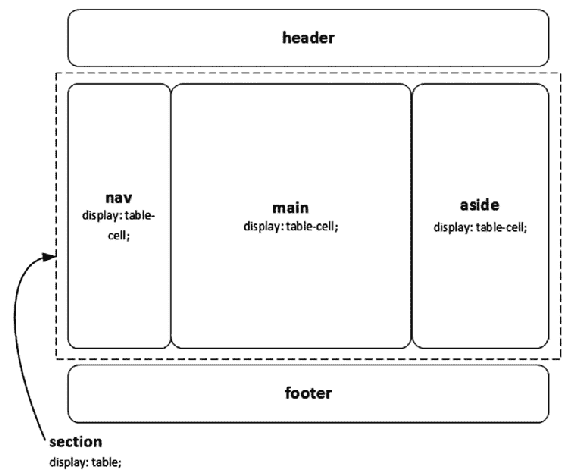 header
nav
display: table-
cell;
main
display: table-cell;
aside
display: table-cell;
footer
section
display: table;